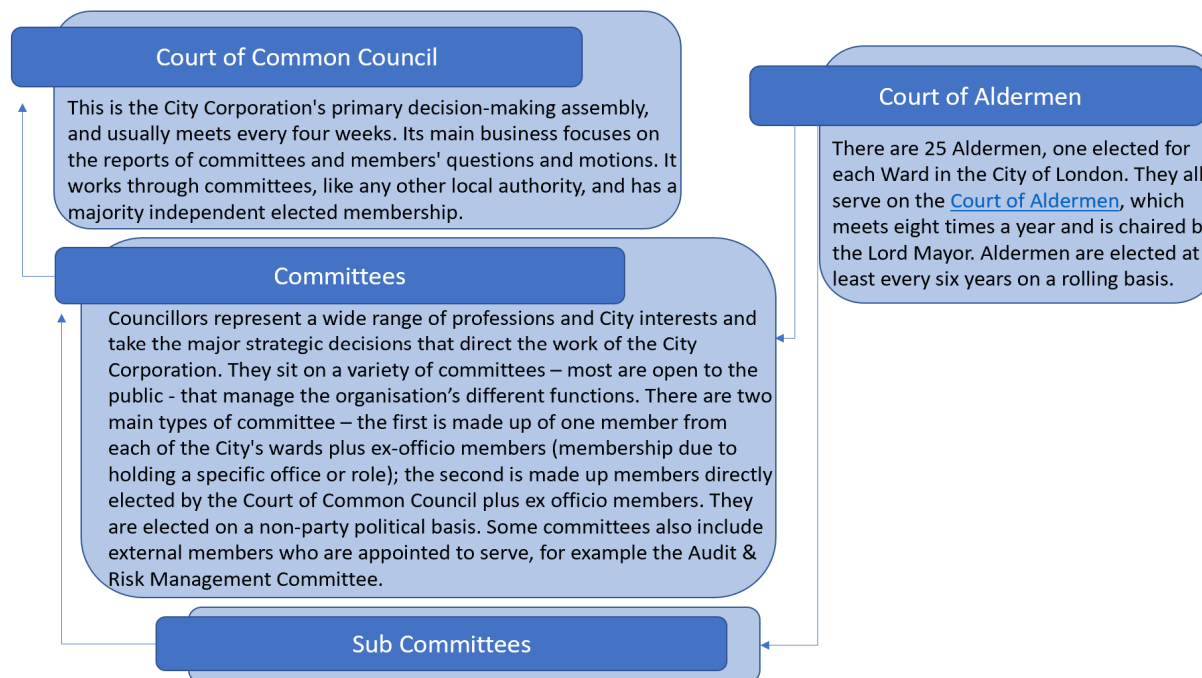 Court of Common Council
This is the City Corporation's primary decision-making assembly,
and usually meets every four weeks. Its main business focuses on
the reports of committees and members' questions and motions. It
works through committees, like any other local authority, and has a
majority independent elected membership.
Committees
Councillors represent a wide range of professions and City interests and
take the major strategic decisions that direct the work of the City
Corporation. They sit on a variety of committees – most are open to the
public - that manage the organisation’s different functions. There are two
main types of committee – the first is made up of one member from
each of the City's wards plus ex-officio members (membership due to
holding a specific office or role); the second is made up members directly
elected by the Court of Common Council plus ex officio members. They
are elected on a non-party political basis. Some committees also include
external members who are appointed to serve, for example the Audit &
Risk Management Committee.
Sub Committees
Court of Aldermen
There are 25 Aldermen, one elected for
each Ward in the City of London. They all
serve on the Court of Aldermen, which
meets eight times a year and is chaired b
the Lord Mayor. Aldermen are elected at
least every six years on a rolling basis.